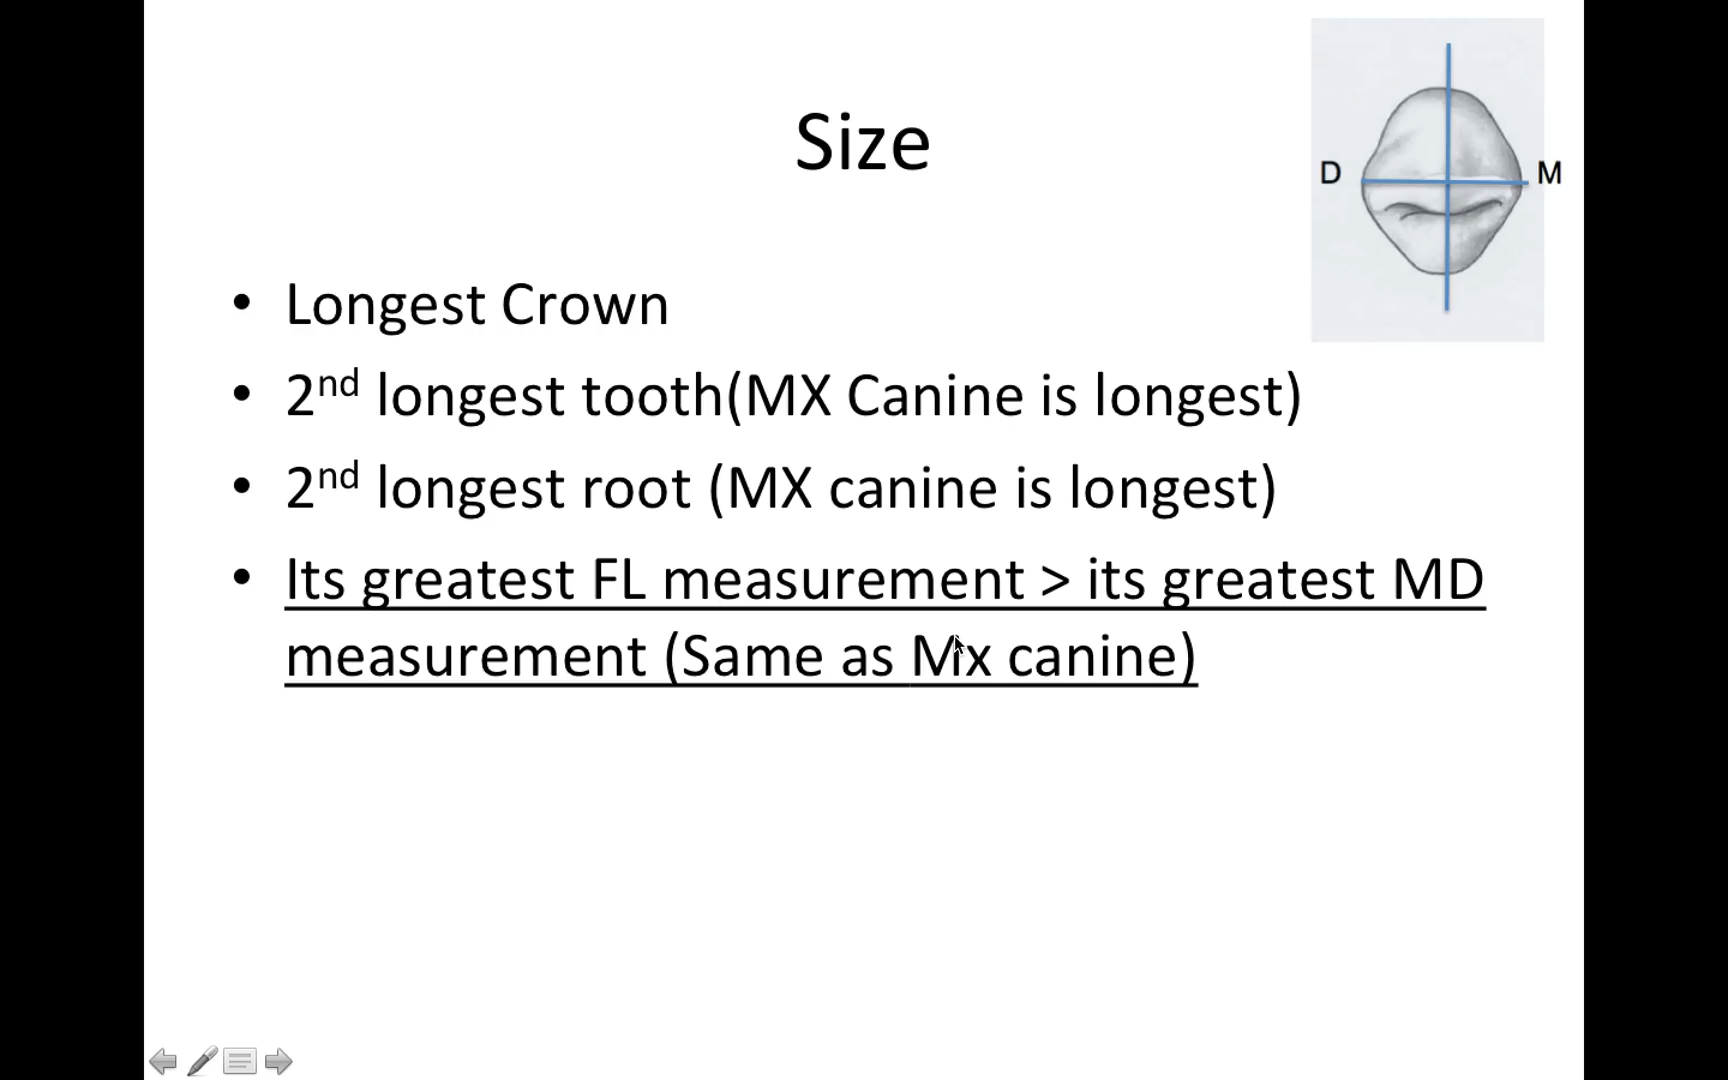 Size
D M
• Longest Crown
• 2nd longest tooth(MX Canine is longest)
• 2nd longest root (MX canine is longest)
• Its greatest FL measurement > its greatest MD
measurement (Same as Mx canine)